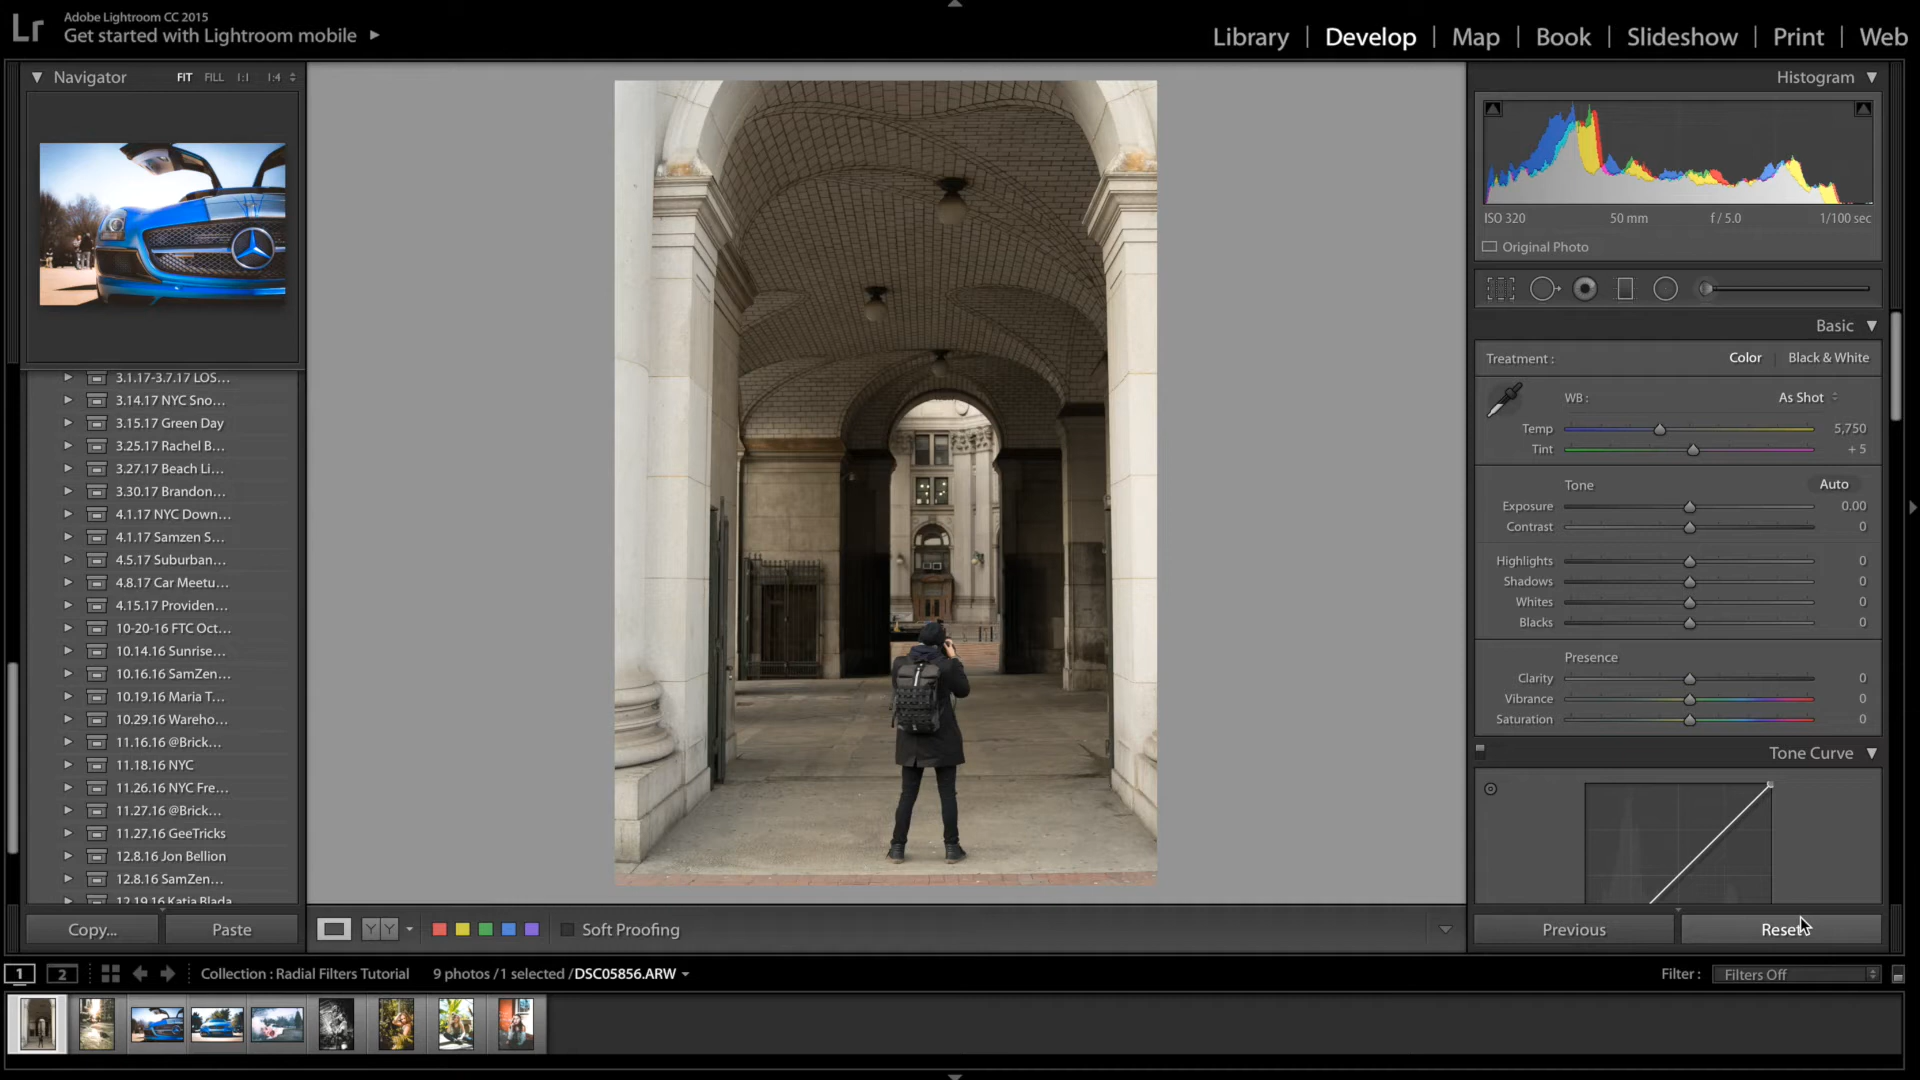 Lr
Adobe Lightroom CC 2015
Get started with Lightroom mobile
Library | Develop | Map | Book | Slideshow | Print | Web
Navigator FIT FILL 1:1 1:4
3.1.17-3.7.17 LOS...
3.14.17 NYC Sno...
3.15.17 Green Day
3.25.17 Rachel B...
3.27.17 Beach Li...
3.30.17 Brandon...
4.1.17 NYC Down...
4.1.17 Samzen S...
4.5.17 Suburban...
4.8.17 Car Meetu...
4.15.17 Providen...
10-20-16 FTC Oct...
10.14.16 Sunrise...
10.16.16 SamZen...
10.19.16 Maria T...
10.29.16 Wareho...
11.16.16 @Brick...
11.18.16 NYC
11.26.16 NYC Fre...
11.27.16 @Brick...
11.27.16 GeeTricks
12.8.16 Jon Bellion
12.8.16 SamZen...
12.19.16 Katia Blada
Copy... Paste
Y Y
Soft Proofing
Histogram
ISO 320 50 mm f / 5.0 1/100 sec
Original Photo
Basic
Treatment : Color | Black & White
WB : As Shot
Temp 5,750
Tint + 5
Tone Auto
Exposure 0.00
Contrast 0
Highlights 0
Shadows 0
Whites 0
Blacks 0
Presence
Clarity 0
Vibrance 0
Saturation 0
Tone Curve
Previous Reset
1 2 Collection : Radial Filters Tutorial 9 photos /1 selected /DSC05856.ARW Filter : Filters Off